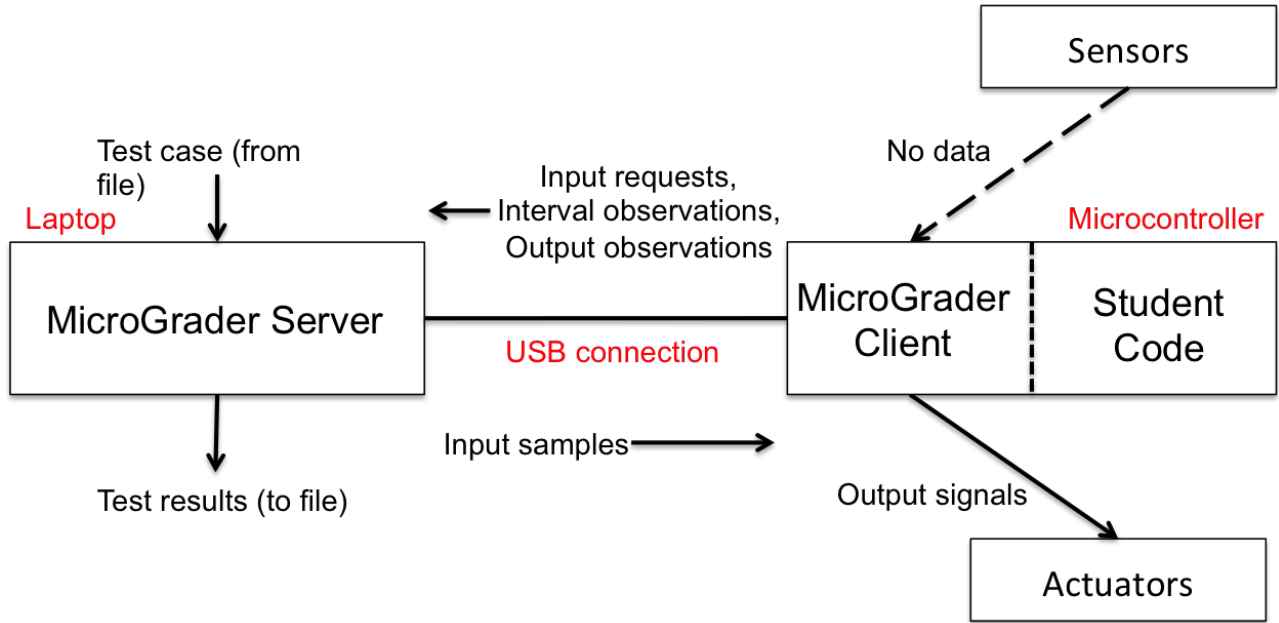 Sensors
Test case (from
file)
No data
Input requests,
Interval observations,
Output observations
Laptop
Microcontroller
MicroGrader Server
MicroGrader
Client
Student
Code
USB connection
Input samples
Test results (to file)
Output signals
Actuators